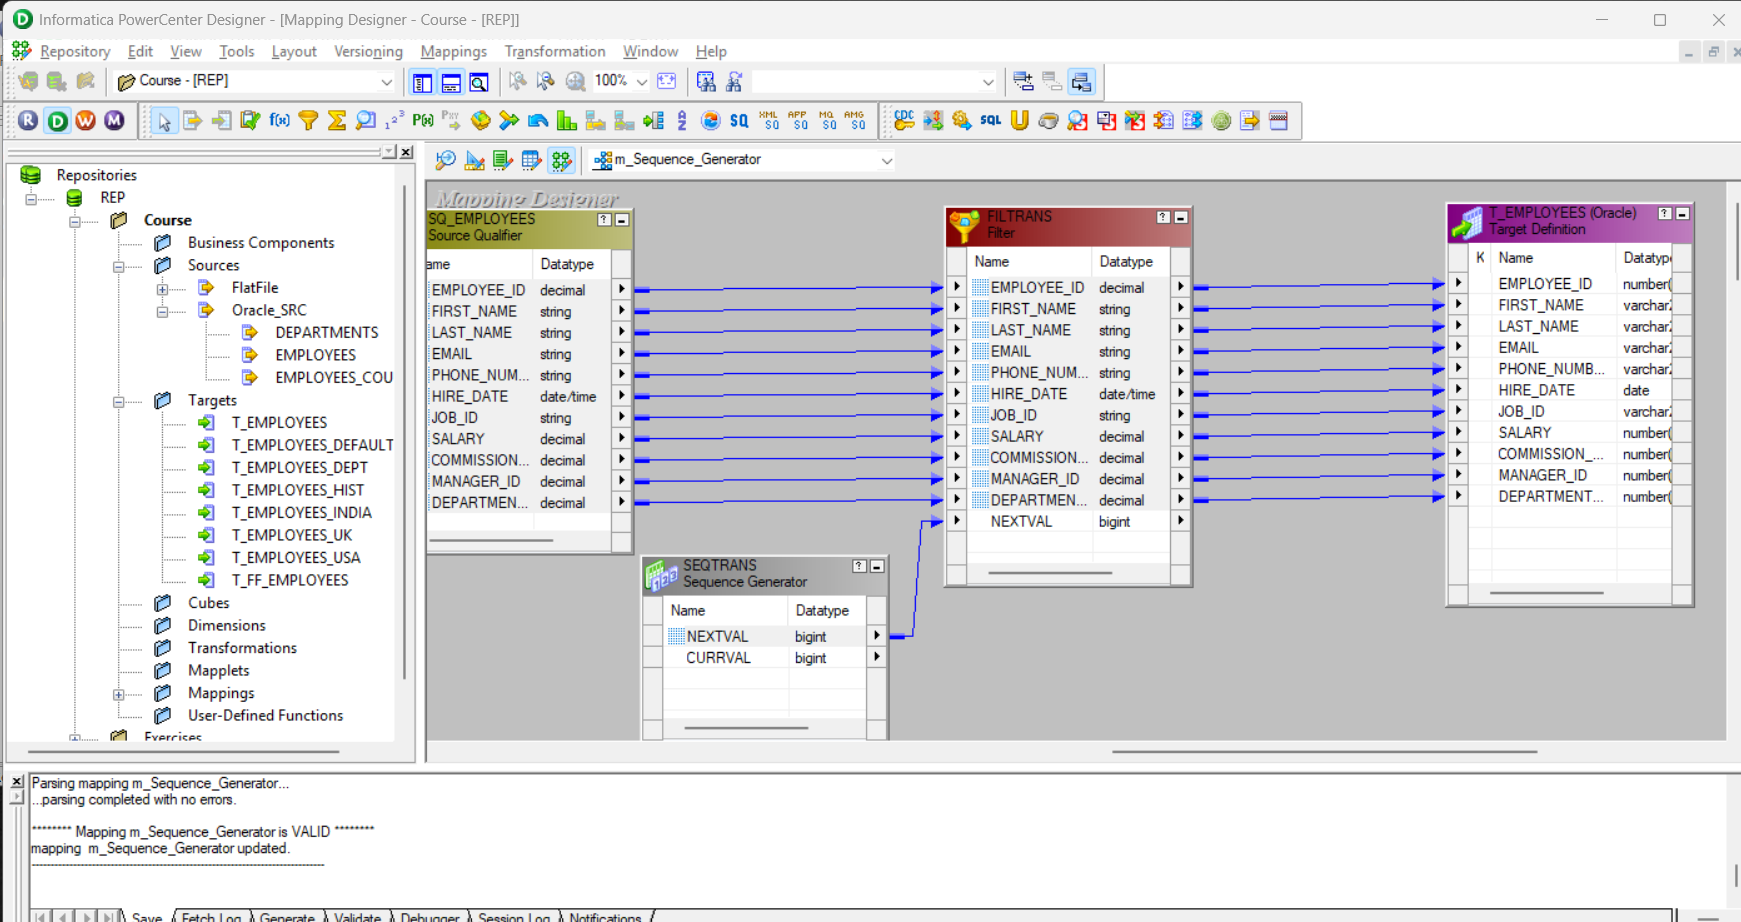 Informatica PowerCenter Designer - [Mapping Designer - Course - [REP]]
Repository Edit View Tools Layout Versioning Mappings Transformation Window Help
Course - [REP]
100%
m_Sequence_Generator
Repositories
REP
Course
Business Components
Sources
FlatFile
Oracle_SRC
DEPARTMENTS
EMPLOYEES
EMPLOYEES_COU
Targets
T_EMPLOYEES
T_EMPLOYEES_DEFAULT
T_EMPLOYEES_DEPT
T_EMPLOYEES_HIST
T_EMPLOYEES_INDIA
T_EMPLOYEES_UK
T_EMPLOYEES_USA
T_FF_EMPLOYEES
Cubes
Dimensions
Transformations
Mapplets
Mappings
User-Defined Functions
Exercises
Mapping Designer
SQ_EMPLOYEES
Source Qualifier
ame Datatype
EMPLOYEE_ID decimal
FIRST_NAME string
LAST_NAME string
EMAIL string
PHONE_NUM... string
HIRE_DATE date/time
JOB_ID string
SALARY decimal
COMMISSION... decimal
MANAGER_ID decimal
DEPARTMEN... decimal
SEQTRANS
Sequence Generator
Name Datatype
NEXTVAL bigint
CURRVAL bigint
FILTRANS
Filter
Name Datatype
EMPLOYEE_ID decimal
FIRST_NAME string
LAST_NAME string
EMAIL string
PHONE_NUM... string
HIRE_DATE date/time
JOB_ID string
SALARY decimal
COMMISSION... decimal
MANAGER_ID decimal
DEPARTMEN... decimal
NEXTVAL bigint
T_EMPLOYEES (Oracle)
Target Definition
K Name Datatyp
EMPLOYEE_ID number(
FIRST_NAME varchar2
LAST_NAME varchar2
EMAIL varchar2
PHONE_NUMB... varchar2
HIRE_DATE date
JOB_ID varchar2
SALARY number(
COMMISSION_... number(
MANAGER_ID number(
DEPARTMENT... number(
Parsing mapping m_Sequence_Generator...
...parsing completed with no errors.
******** Mapping m_Sequence_Generator is VALID ********
mapping m_Sequence_Generator updated.
Save Fetch Log Generate Validate Debugger Session Log Notifications